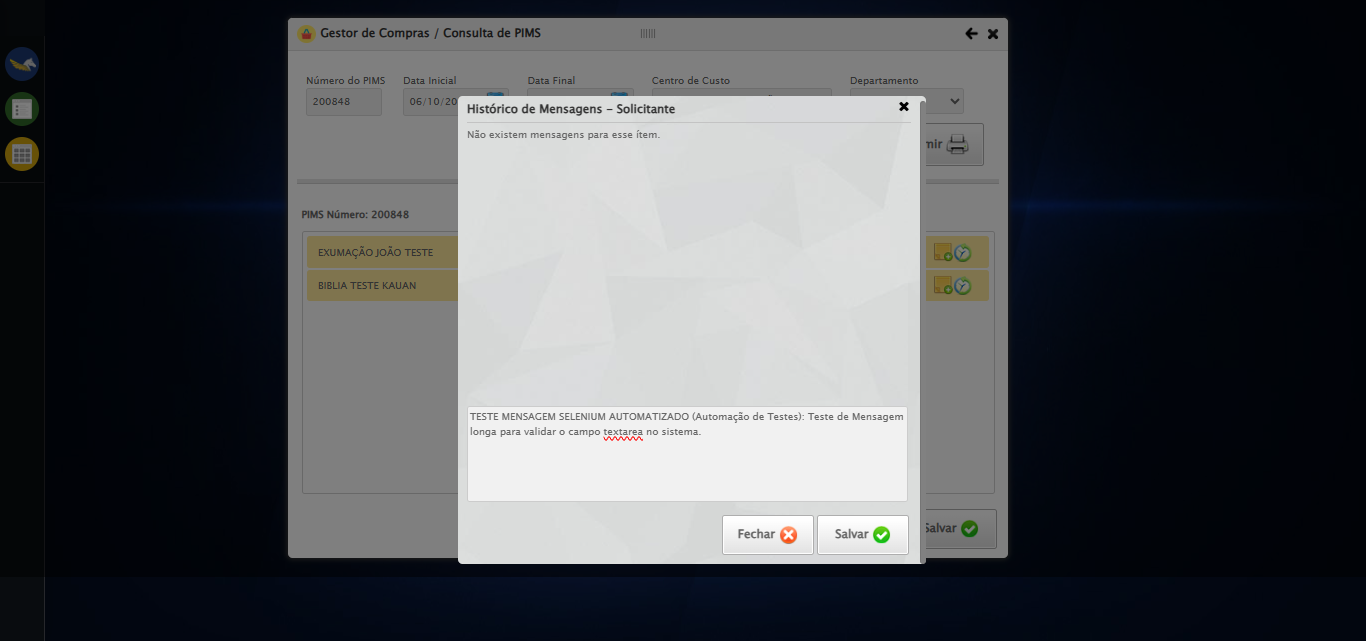 Gestor de Compras / Consulta de PIMS
Número do PIMS Data Inicial Data Final Centro de Custo Departamento
200848 06/10/20
Histórico de Mensagens – Solicitante
Não existem mensagens para esse ítem.
PIMS Número: 200848
EXUMAÇÃO JOÃO TESTE
BIBLIA TESTE KAUAN
TESTE MENSAGEM SELENIUM AUTOMATIZADO (Automação de Testes): Teste de Mensagem
longa para validar o campo textarea no sistema.
Fechar Salvar
Salvar